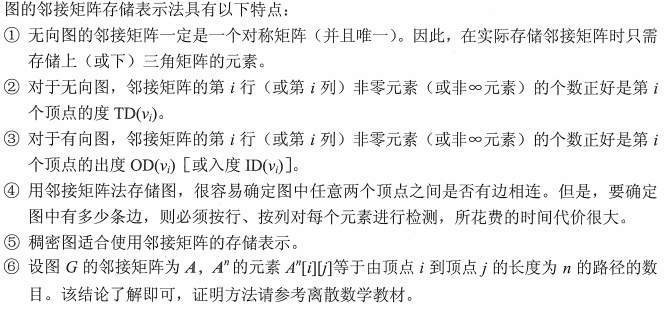 图的邻接矩阵存储表示法具有以下特点：
① 无向图的邻接矩阵一定是一个对称矩阵（并且唯一）。因此，在实际存储邻接矩阵时只需
存储上（或下）三角矩阵的元素。
② 对于无向图，邻接矩阵的第 i 行（或第 i 列）非零元素（或非∞元素）的个数正好是第 i
个顶点的度 TD(vᵢ)。
③ 对于有向图，邻接矩阵的第 i 行（或第 i 列）非零元素（或非∞元素）的个数正好是第 i
个顶点的出度 OD(vᵢ)［或入度 ID(vᵢ)］。
④ 用邻接矩阵法存储图，很容易确定图中任意两个顶点之间是否有边相连。但是，要确定
图中有多少条边，则必须按行、按列对每个元素进行检测，所花费的时间代价很大。
⑤ 稠密图适合使用邻接矩阵的存储表示。
⑥ 设图 G 的邻接矩阵为 A，Aⁿ的元素 Aⁿ[i][j]等于由顶点 i 到顶点 j 的长度为 n 的路径的数
目。该结论了解即可，证明方法请参考离散数学教材。